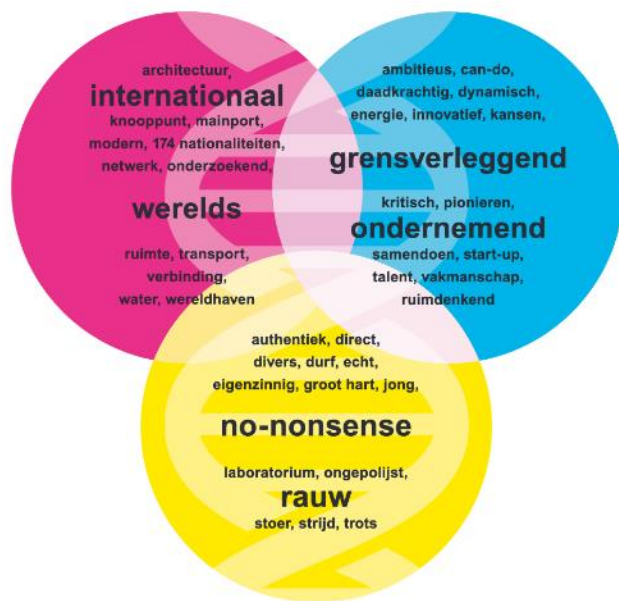 architectuur,
internationaal
knooppunt, mainport,
modern, 174 nationaliteiten,
netwerk, onderzoekend,
werelds
ruimte, transport,
verbinding,
water, wereldhaven
ambitieus, can-do,
daadkrachtig, dynamisch,
energie, innovatief, kansen,
grensverleggend
kritisch, pionieren,
ondernemend
samendoen, start-up,
talent, vakmanschap,
ruimdenkend
authentiek, direct,
divers, durf, echt,
eigenzinnig, groot hart, jong,
no-nonsense
laboratorium, ongepolijst,
rauw
stoer, strijd, trots